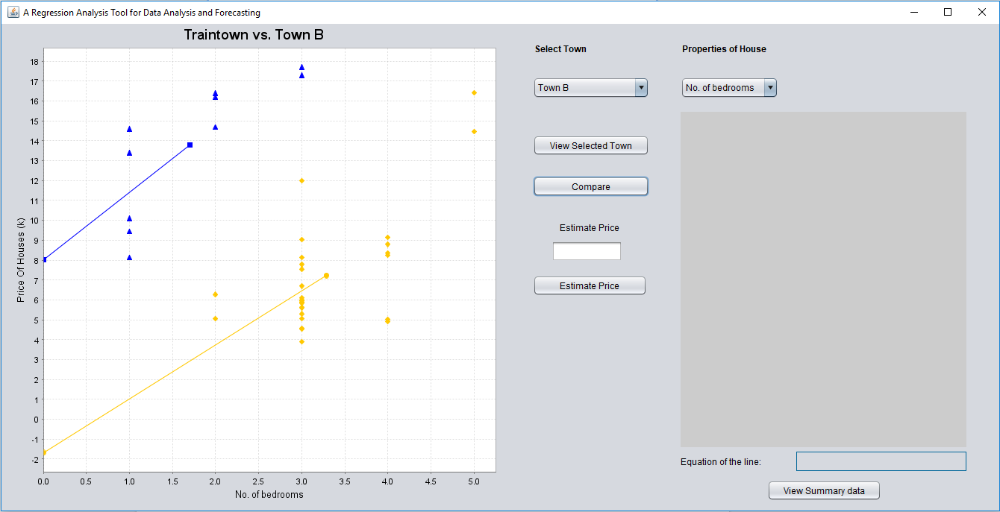 A Regression Analysis Tool for Data Analysis and Forecasting
Traintown vs. Town B
18
17
16
15
14
13
12
11
10
9
8
7
6
5
4
3
2
1
0
-1
-2
Price Of Houses (k)
0.0 0.5 1.0 1.5 2.0 2.5 3.0 3.5 4.0 4.5 5.0
No. of bedrooms
Select Town
Town B
View Selected Town
Compare
Estimate Price
Estimate Price
Properties of House
No. of bedrooms
Equation of the line:
View Summary data